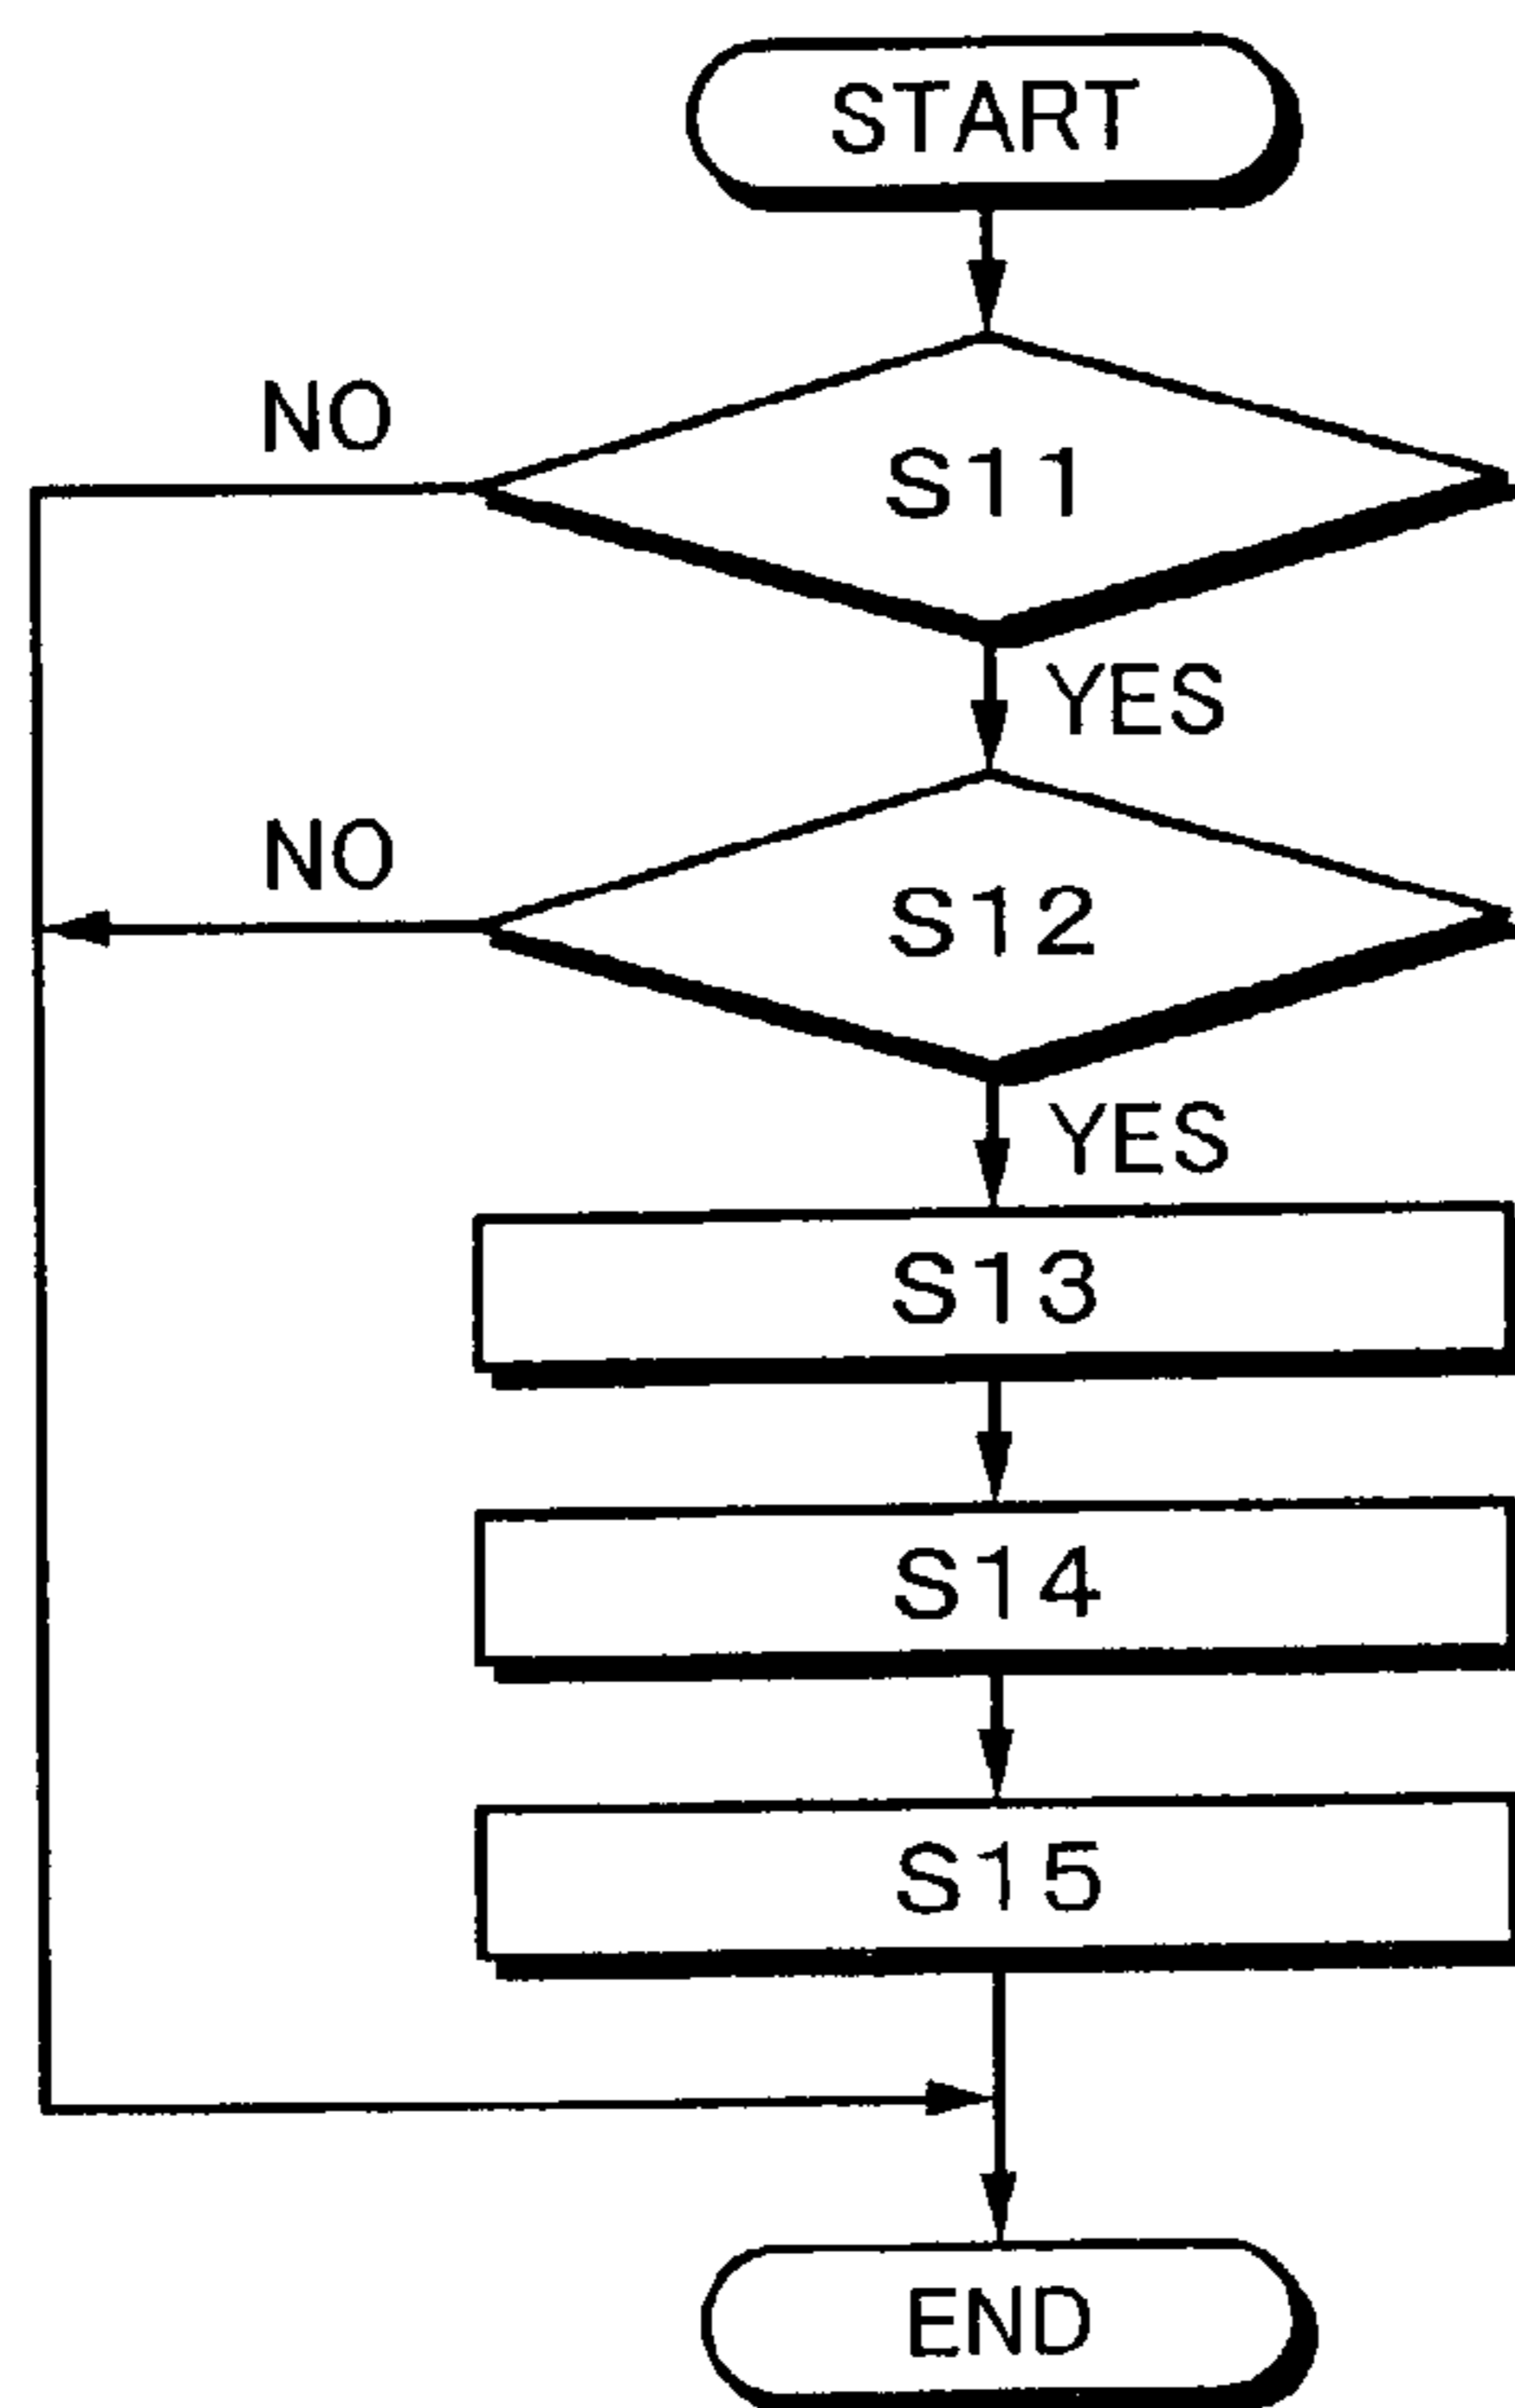 START
NO
S11
YES
NO
S12
YES
S13
S14
S15
END